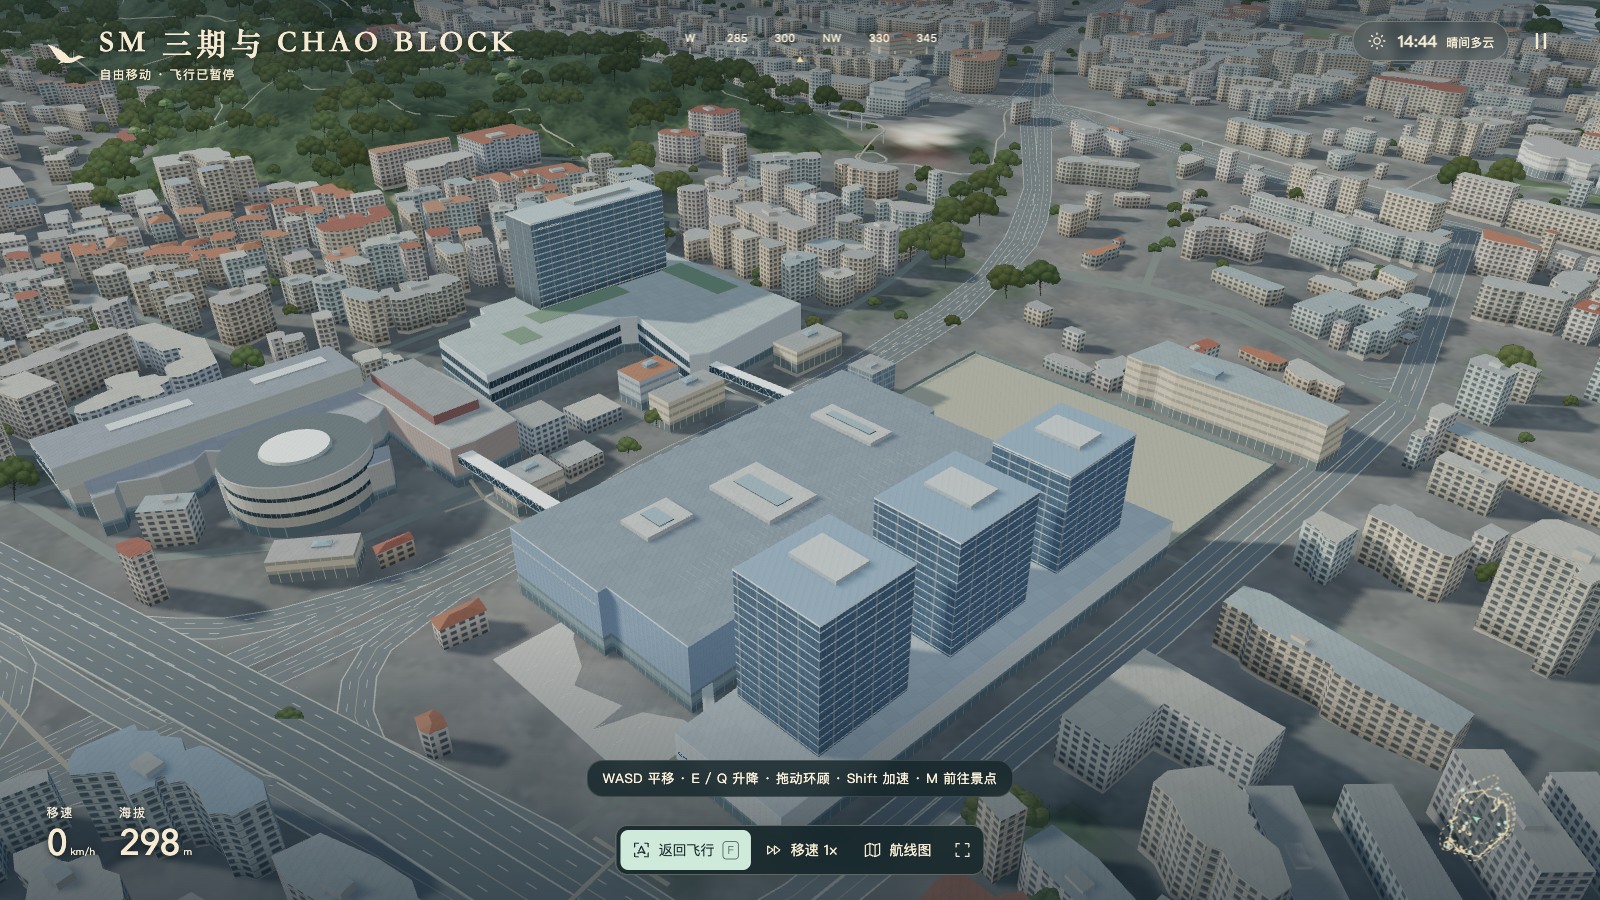 SM 三期与 CHAO BLOCK
自由移动 · 飞行已暂停
W 285 300 NW 330 345
14:44 晴间多云
WASD 平移 · E / Q 升降 · 拖动环顾 · Shift 加速 · M 前往景点
移速 海拔
0 km/h 298 m
返回飞行 F 移速 1× 航线图